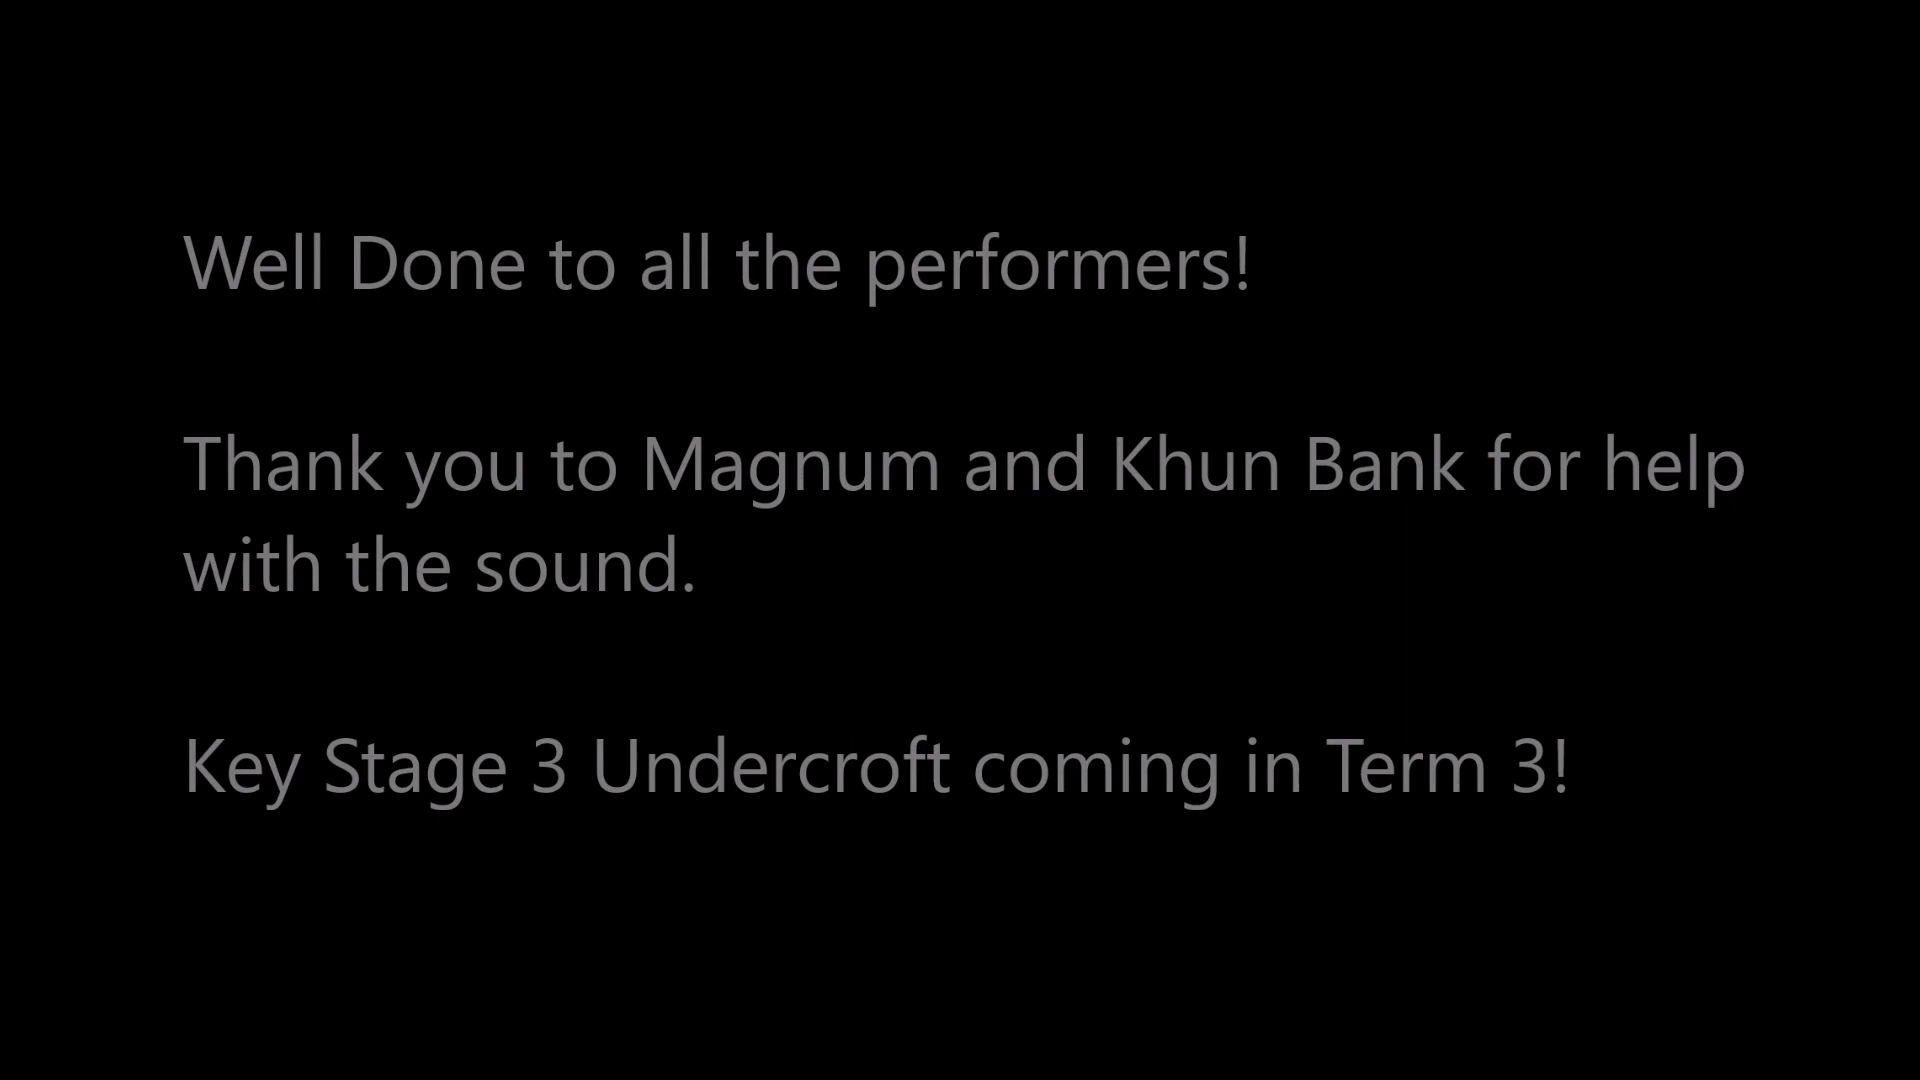 Well Done to all the performers!
Thank you to Magnum and Khun Bank for help
with the sound.
Key Stage 3 Undercroft coming in Term 3!